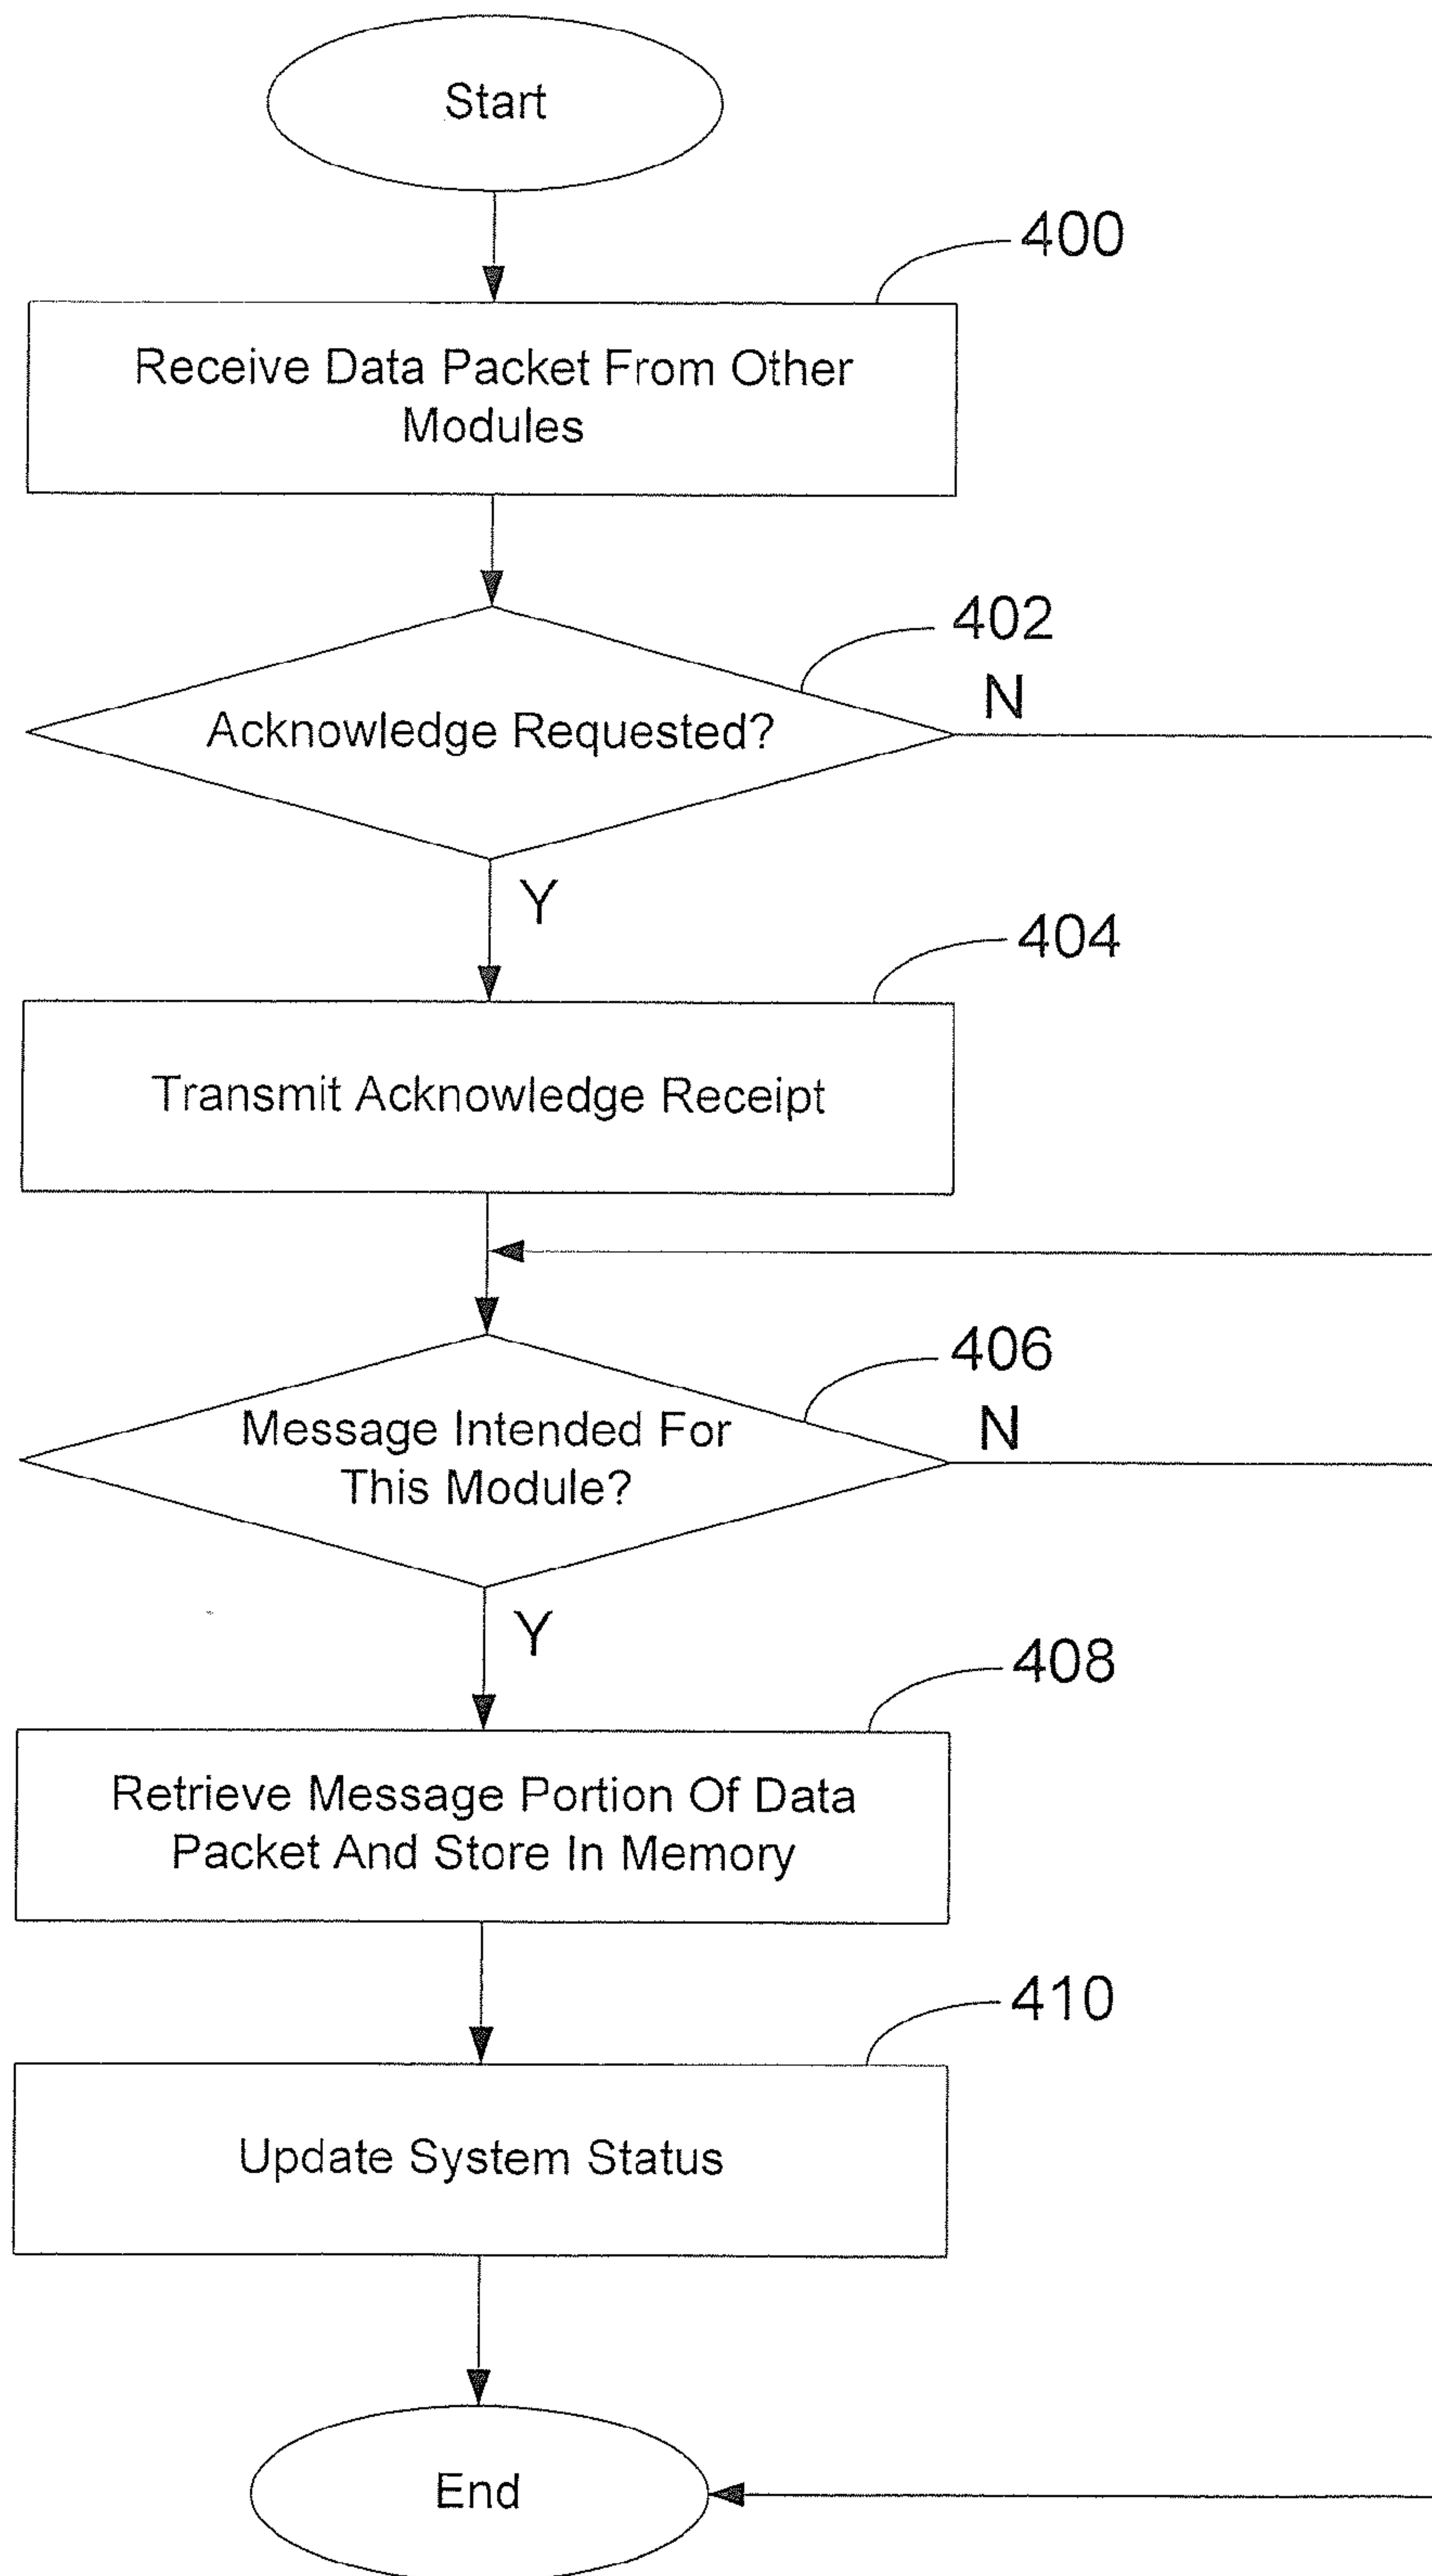 Start
400
Receive Data Packet From Other
Modules
402
N
Acknowledge Requested?
Y
404
Transmit Acknowledge Receipt
406
N
Message Intended For
This Module?
Y
408
Retrieve Message Portion Of Data
Packet And Store In Memory
410
Update System Status
End